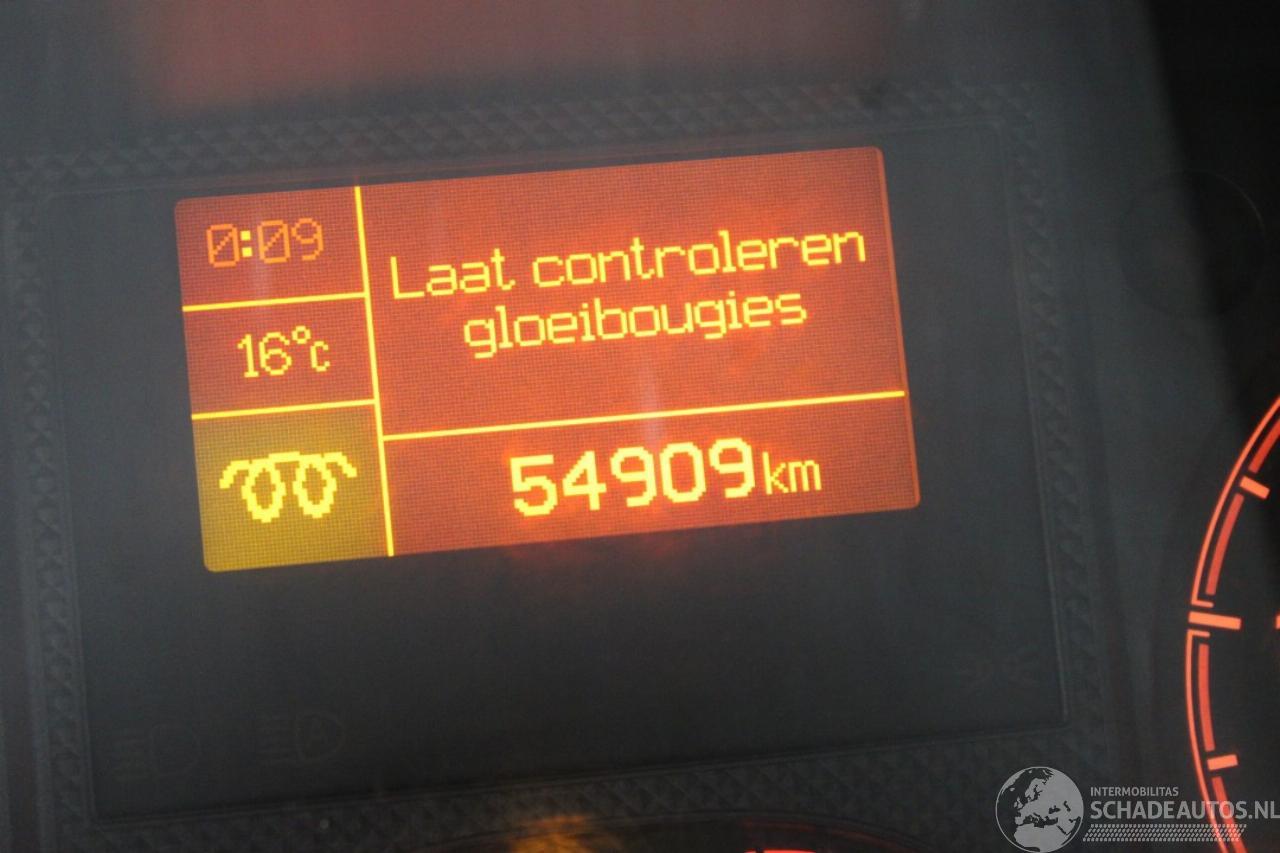 0:09
Laat controleren
gloeibougies
16°C
54909km
INTERMOBILITAS
SCHADEAUTOS.NL